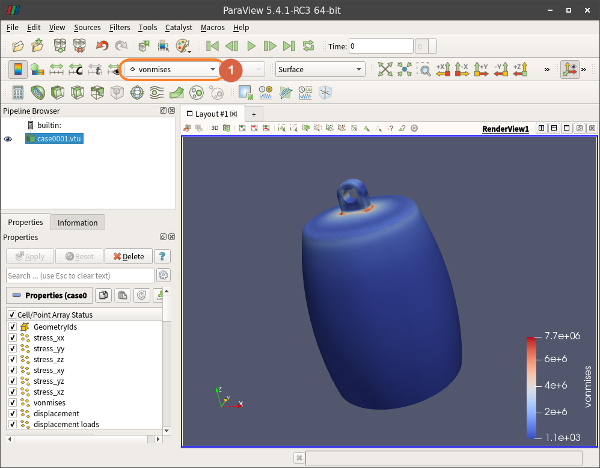 ParaView 5.4.1-RC3 64-bit
File Edit View Sources Filters Tools Catalyst Macros Help
Time: 0 0
vonmises 1 Surface
+X -X +Y -Y +Z
Pipeline Browser
builtin:
case0001.vtu
Properties Information
Properties
Apply Reset Delete ?
Search ... (use Esc to clear text)
Properties (case0
Cell/Point Array Status
GeometryIds
stress_xx
stress_yy
stress_zz
stress_xy
stress_yz
stress_xz
vonmises
displacement
displacement loads
Layout #1 +
3D RenderView1
7.7e+06
6e+6
4e+6
2e+6
1.1e+03
vonmises
Z
Y
X